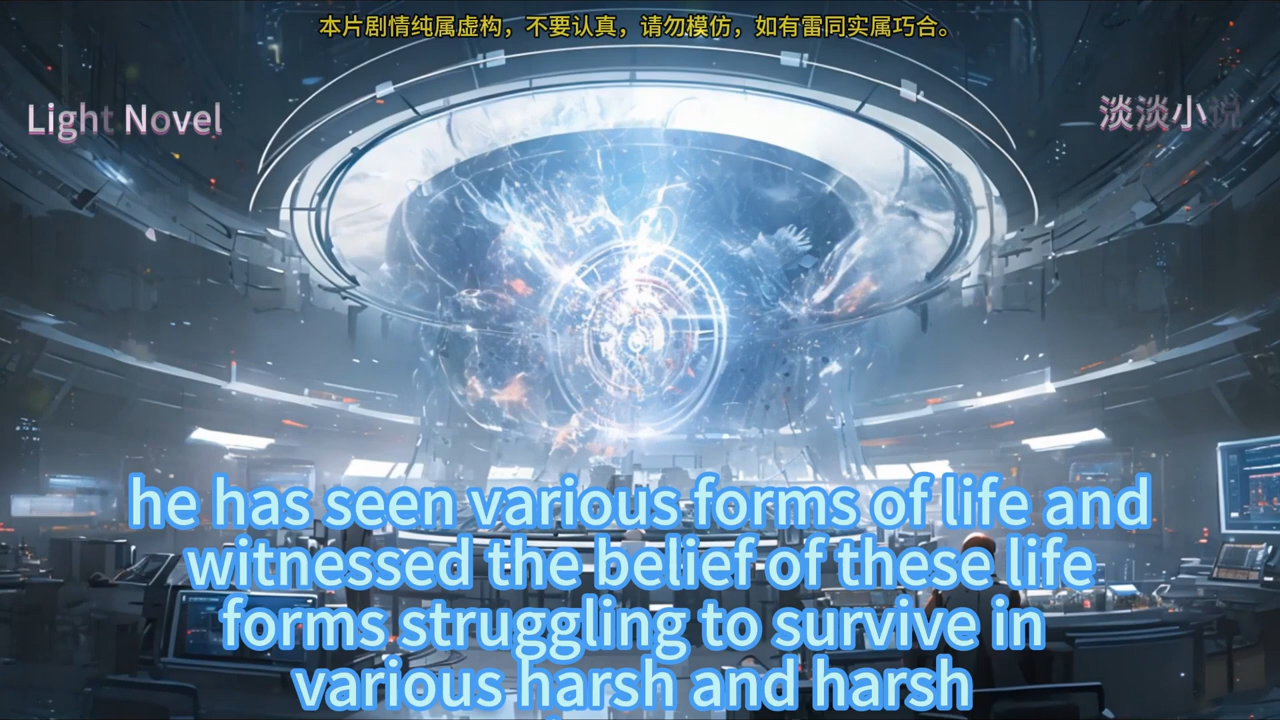 本片剧情纯属虚构，不要认真，请勿模仿，如有雷同实属巧合。
Light Novel
淡淡小说
he has seen various forms of life and
witnessed the belief of these life
forms struggling to survive in
various harsh and harsh